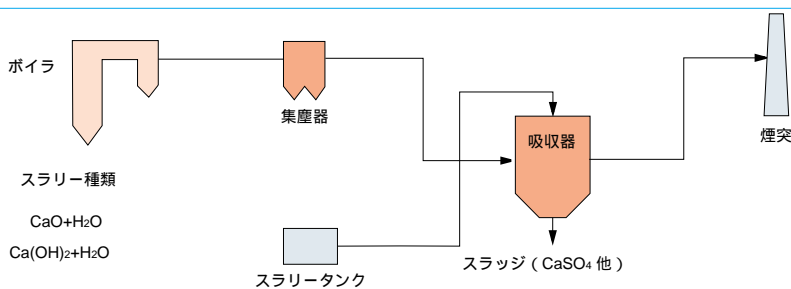 ボイラ
集塵器
吸収器
煙突
スラリー種類
CaO+H2O
Ca(OH)2+H2O
スラリータンク
スラッジ（CaSO4 他）